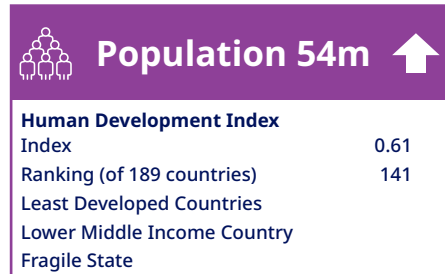 Population 54m
Human Development Index
Index 0.61
Ranking (of 189 countries) 141
Least Developed Countries
Lower Middle Income Country
Fragile State